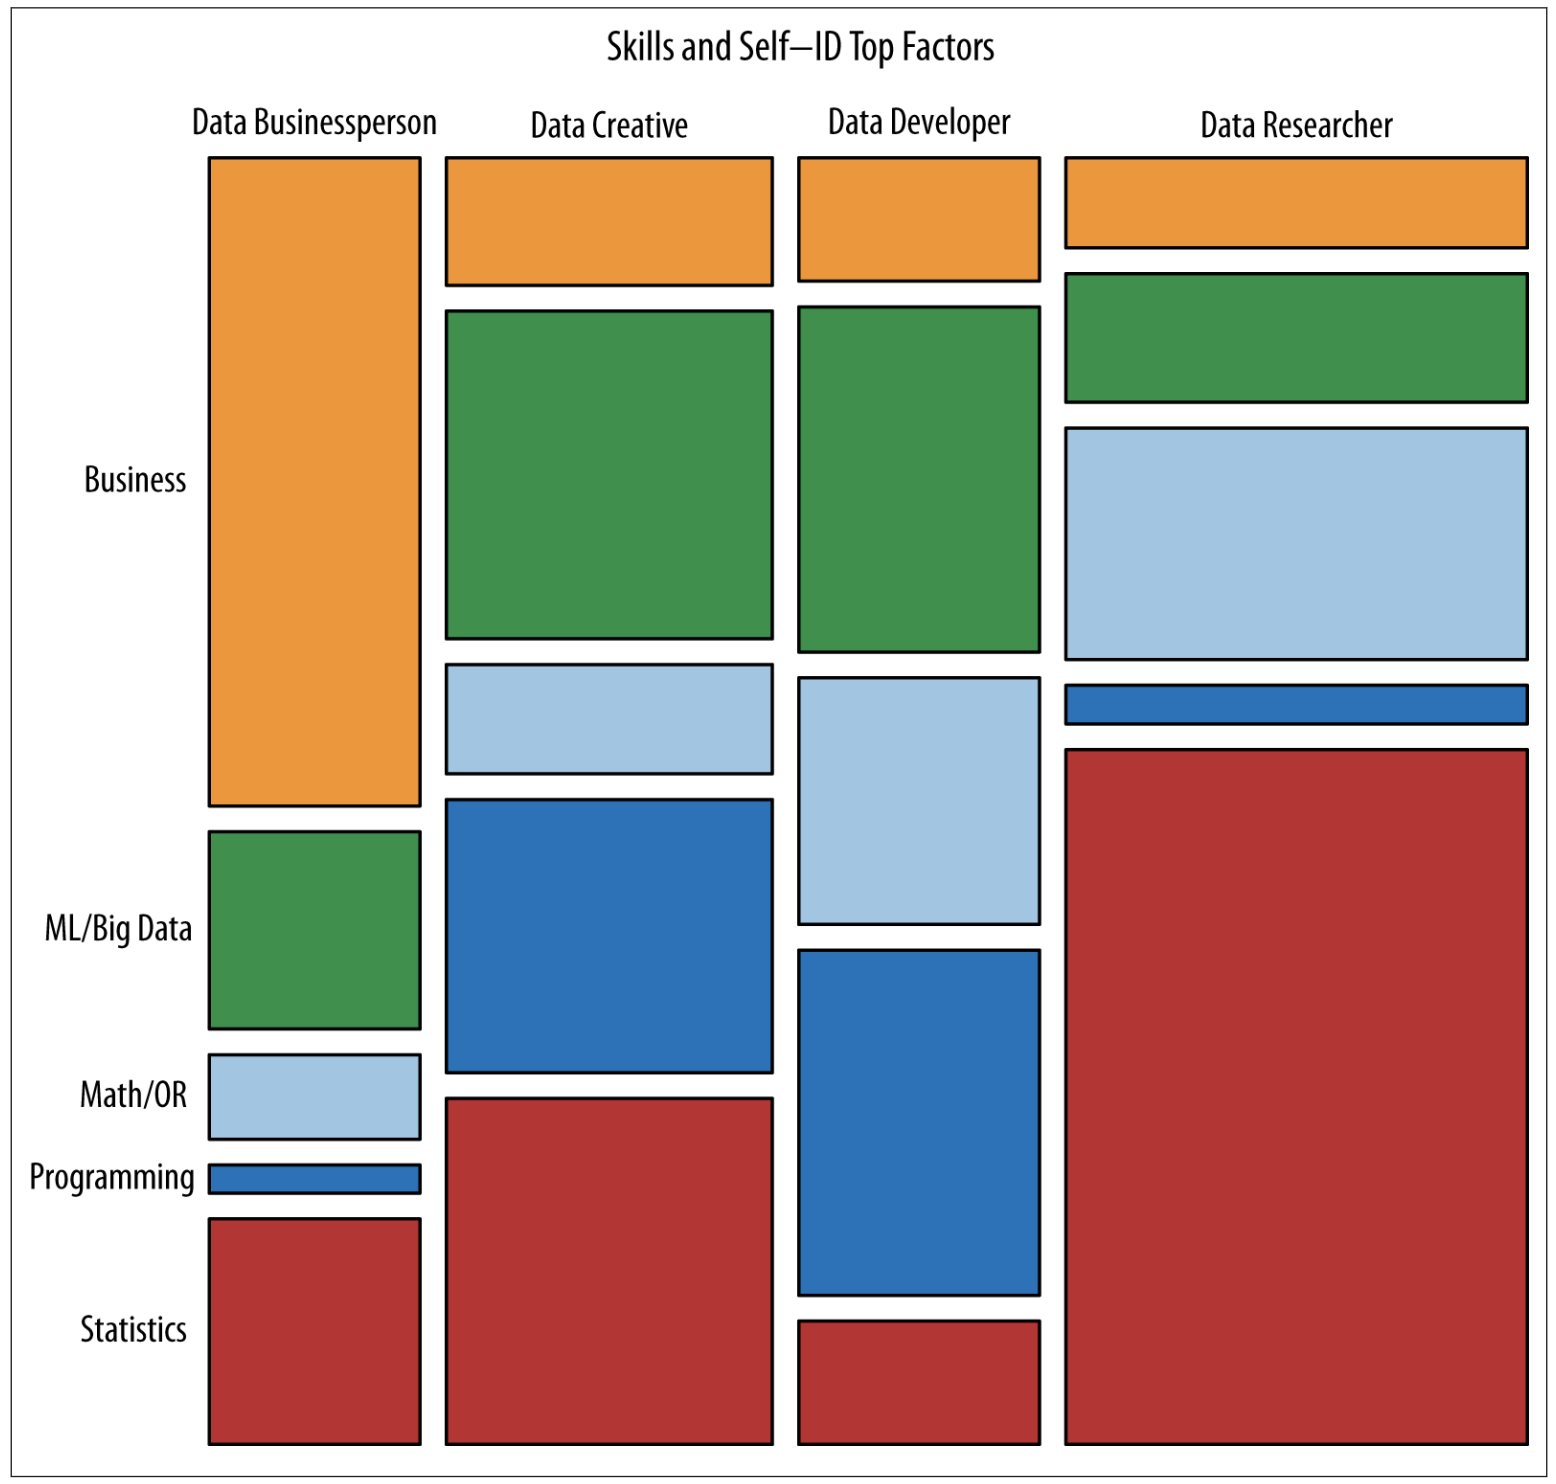 Skills and Self–ID Top Factors
Data Businessperson
Data Creative
Data Developer
Data Researcher
Business
ML/Big Data
Math/OR
Programming
Statistics